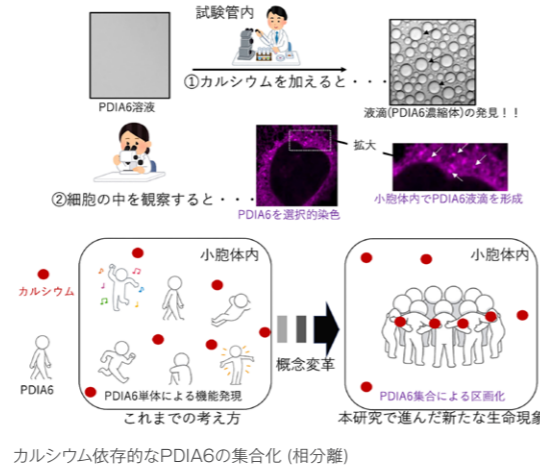 試験管内
①カルシウムを加えると・・・
PDIA6溶液
液滴(PDIA6濃縮体)の発見！！
拡大
②細胞の中を観察すると・・・
PDIA6を選択的染色
小胞体内でPDIA6液滴を形成
小胞体内
小胞体内
カルシウム
概念変革
PDIA6
PDIA6単体による機能発現
PDIA6集合による区画化
これまでの考え方
本研究で進んだ新たな生命現象
カルシウム依存的なPDIA6の集合化 (相分離)